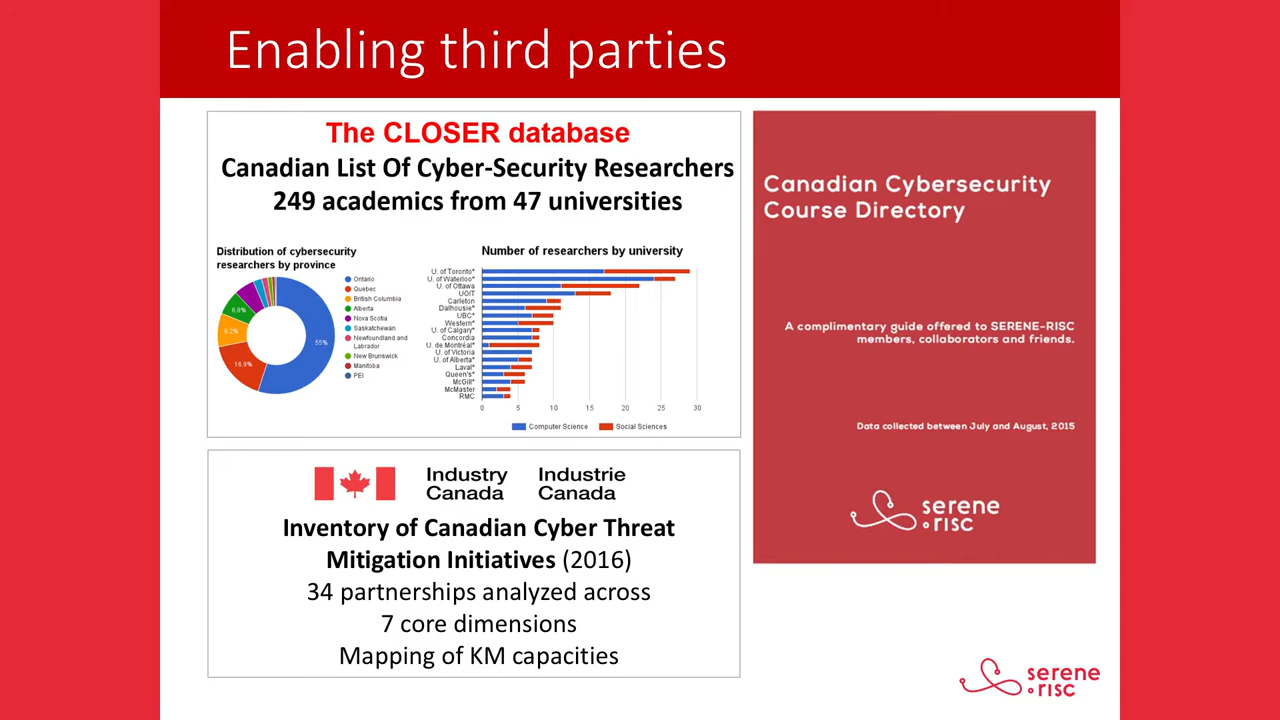 Enabling third parties
The CLOSER database
Canadian List Of Cyber-Security Researchers
249 academics from 47 universities
Distribution of cybersecurity
researchers by province
55%
16.9%
9.2%
6.8%
Ontario
Quebec
British Columbia
Alberta
Nova Scotia
Saskatchewan
Newfoundland and
Labrador
New Brunswick
Manitoba
PEI
Number of researchers by university
U. of Toronto*
U. of Waterloo*
U. of Ottawa
UOIT
Carleton
Dalhousie*
UBC*
Western*
U. of Calgary*
Concordia
U. de Montréal*
U. of Victoria
U. of Alberta*
Laval*
Queen's*
McGill*
McMaster
RMC
0 5 10 15 20 25 30
Computer Science Social Sciences
Industry Industrie
Canada Canada
Inventory of Canadian Cyber Threat
Mitigation Initiatives (2016)
34 partnerships analyzed across
7 core dimensions
Mapping of KM capacities
Canadian Cybersecurity
Course Directory
A complimentary guide offered to SERENE-RISC
members, collaborators and friends.
Data collected between July and August, 2015
serene
risc
serene
risc